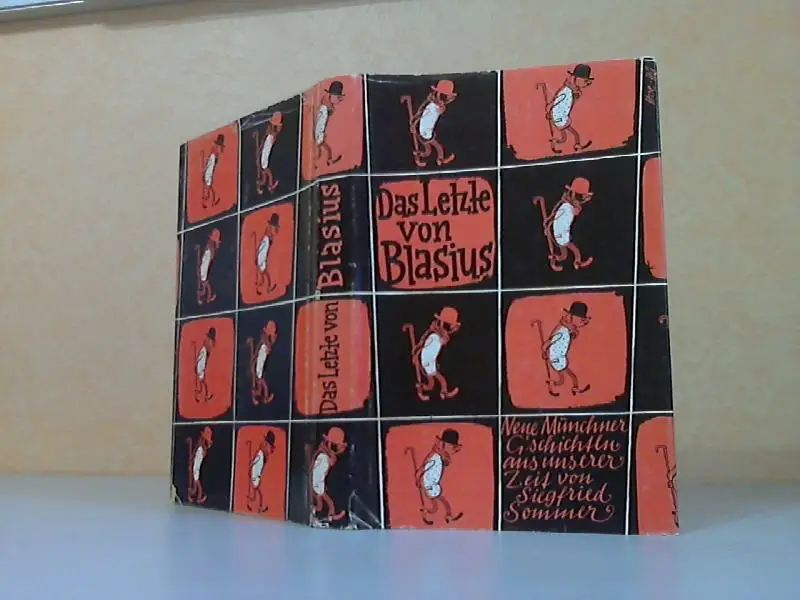 Das Letzte von Blasius
Das Letzte
von
Blasius
Neue Münchner
G'schichtln
aus unserer
Zeit von
Siegfried
Sommer